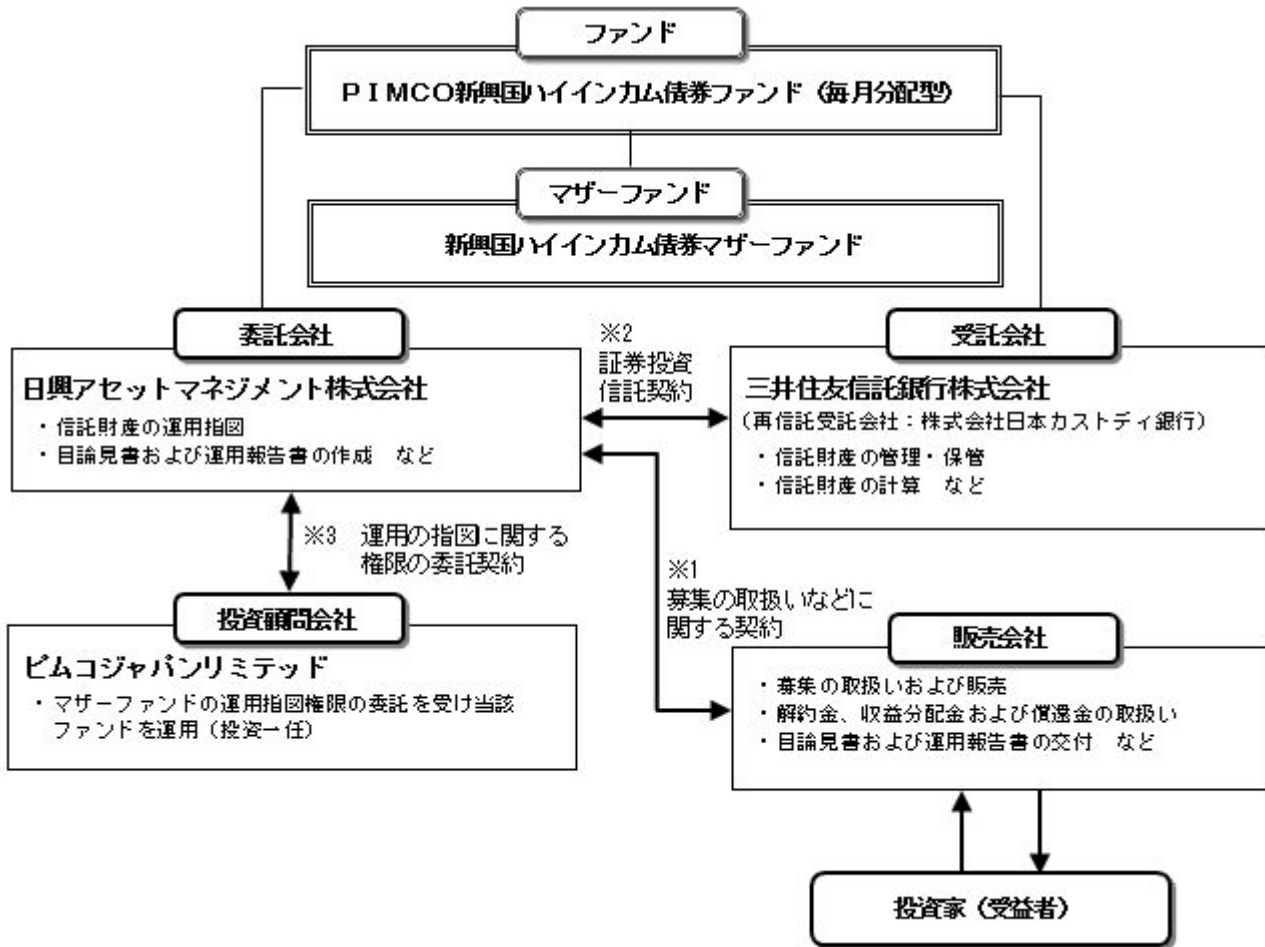 ファンド
PIMCO新興国ハイインカム債券ファンド（毎月分配型）
マザーファンド
新興国ハイインカム債券マザーファンド
委託会社
日興アセットマネジメント株式会社
・信託財産の運用指図
・目論見書および運用報告書の作成　など
※2
証券投資
信託契約
受託会社
三井住友信託銀行株式会社
（再信託受託会社：株式会社日本カストディ銀行）
・信託財産の管理・保管
・信託財産の計算　など
※3　運用の指図に関する
権限の委託契約
※1
募集の取扱いなどに
関する契約
投資顧問会社
ピムコジャパンリミテッド
・マザーファンドの運用指図権限の委託を受け当該
ファンドを運用（投資一任）
販売会社
・募集の取扱いおよび販売
・解約金、収益分配金および償還金の取扱い
・目論見書および運用報告書の交付　など
投資家（受益者）